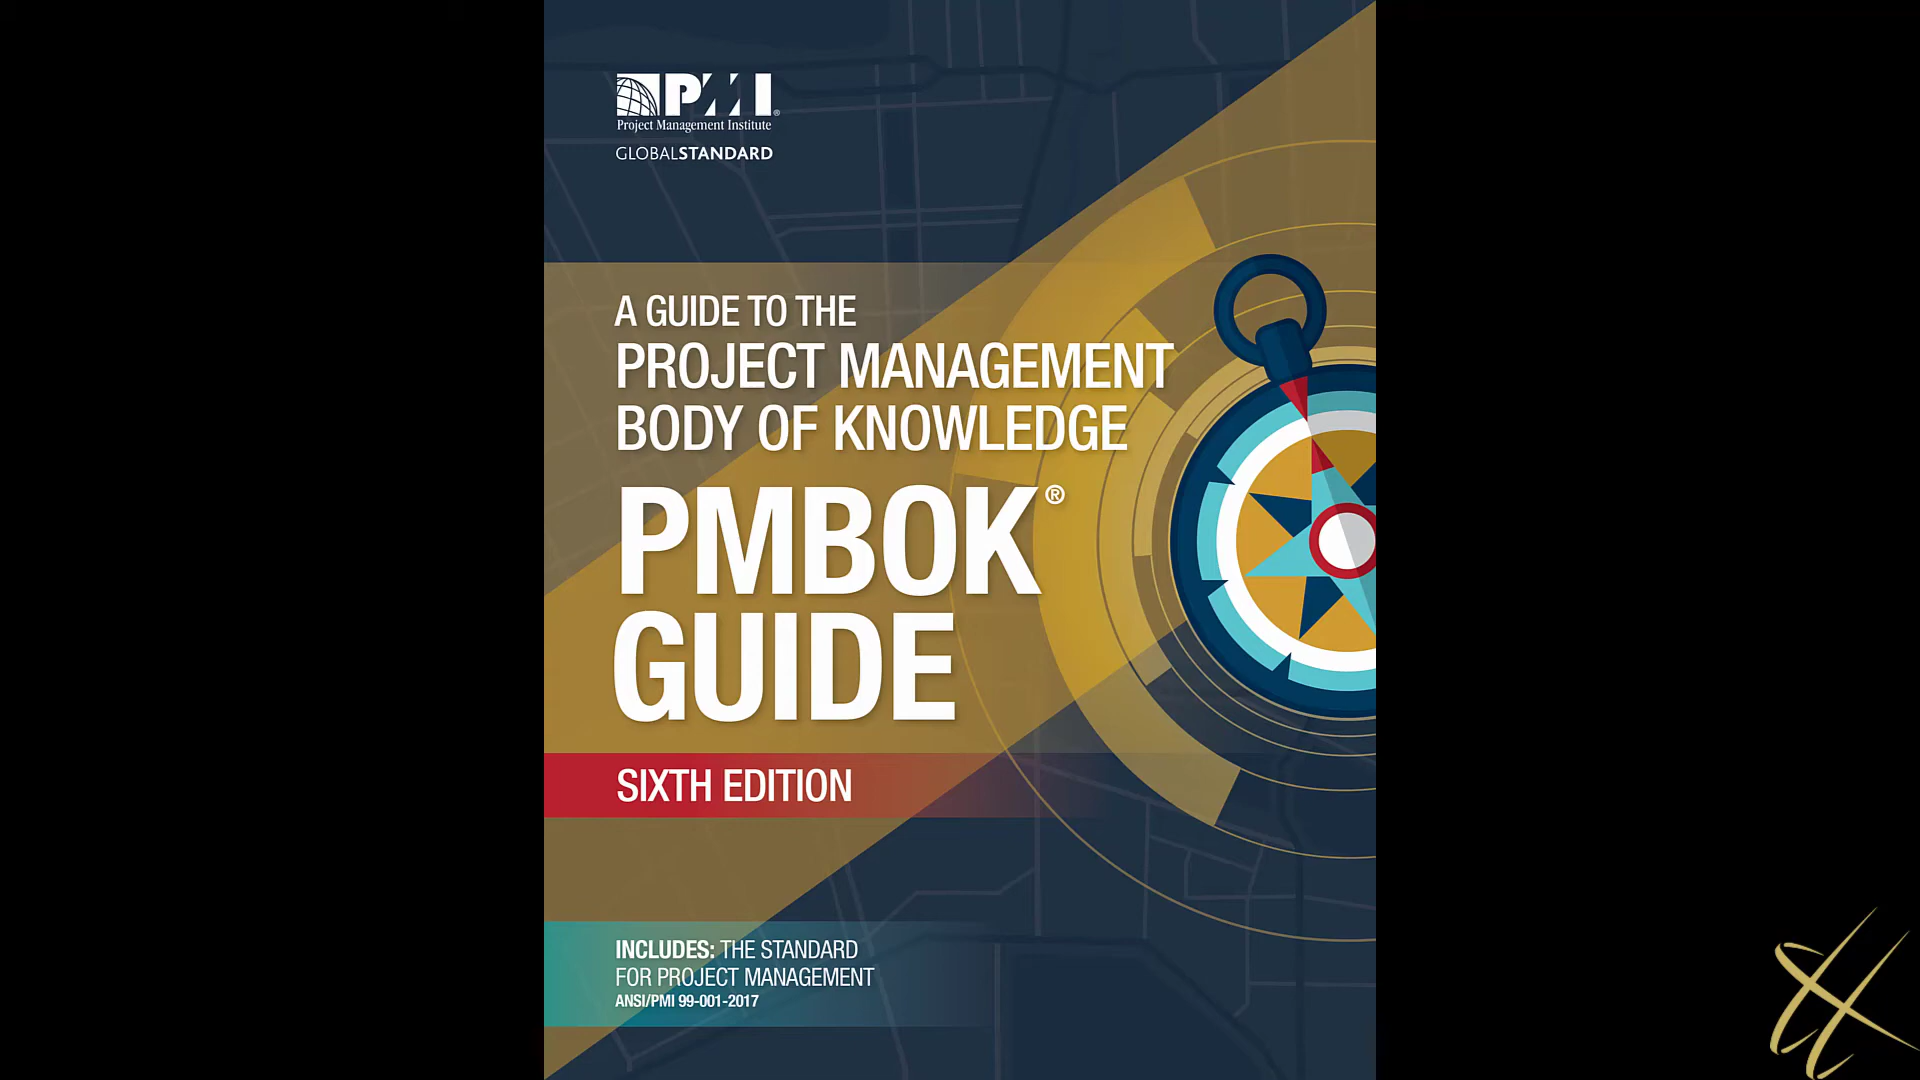 PMI®
Project Management Institute
GLOBALSTANDARD
A GUIDE TO THE
PROJECT MANAGEMENT
BODY OF KNOWLEDGE
PMBOK®
GUIDE
SIXTH EDITION
INCLUDES: THE STANDARD
FOR PROJECT MANAGEMENT
ANSI/PMI 99-001-2017